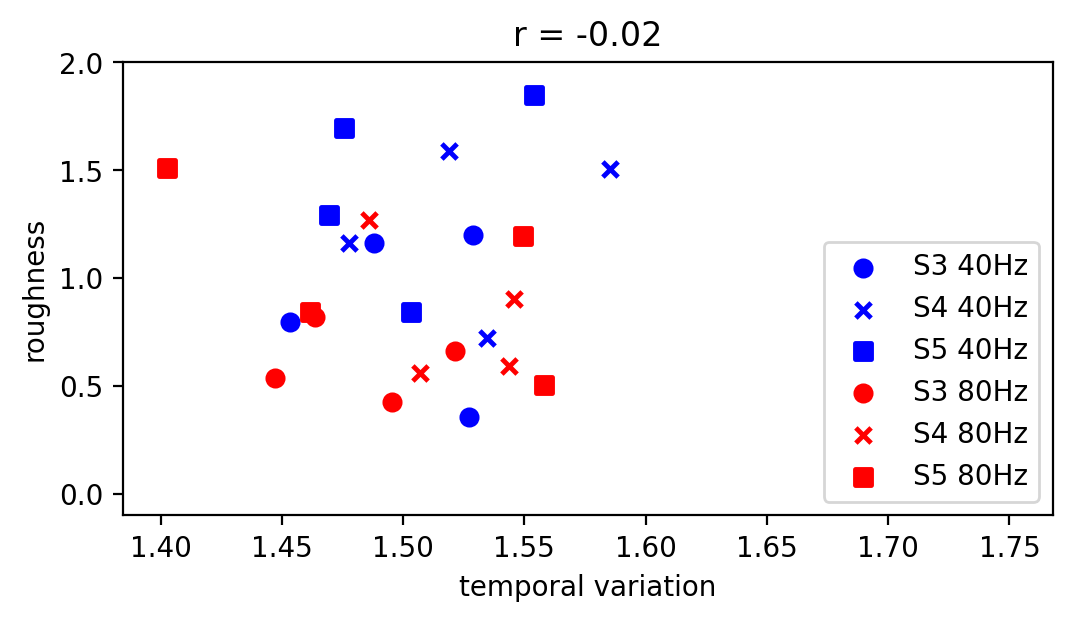 r = -0.02
2.0
1.5
1.0
0.5
0.0
roughness
1.40 1.45 1.50 1.55 1.60 1.65 1.70 1.75
temporal variation
S3 40Hz
S4 40Hz
S5 40Hz
S3 80Hz
S4 80Hz
S5 80Hz